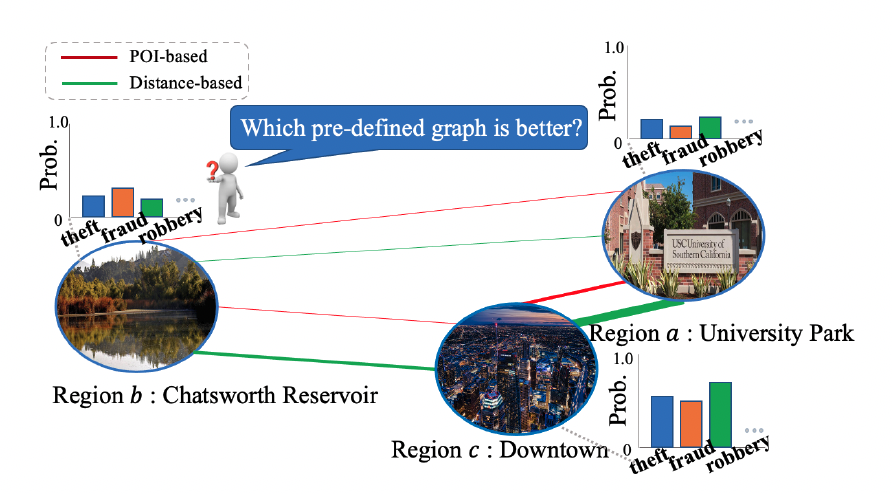 POI-based
Distance-based
Which pre-defined graph is better?
1.0
Prob.
0
theft
fraud
robbery
1.0
Prob.
0
theft
fraud
robbery
USC University of
Southern California
Region a : University Park
Region b : Chatsworth Reservoir
1.0
Prob.
0
theft
fraud
robbery
Region c : Downtown